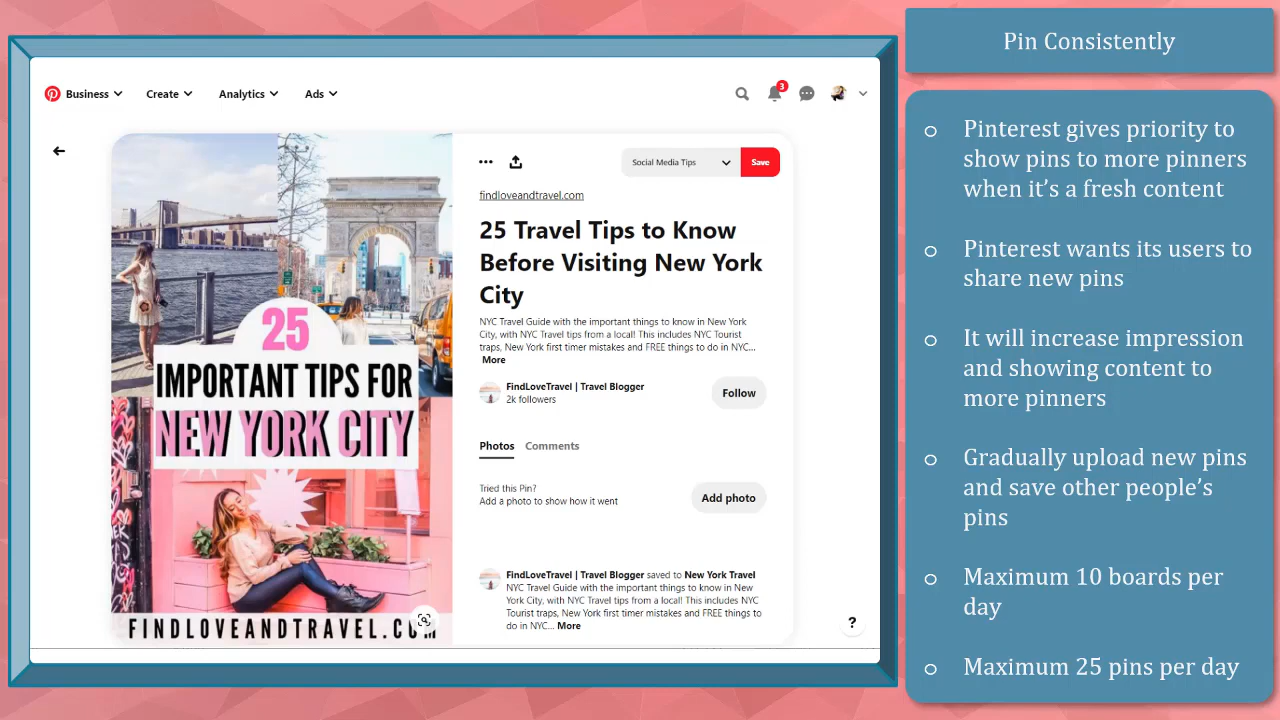 Pin Consistently
Business
Create
Analytics
Ads
3
Social Media Tips
Save
findloveandtravel.com
25 Travel Tips to Know
Before Visiting New York
City
NYC Travel Guide with the important things to know in New York
City, with NYC Travel tips from a local! This includes NYC Tourist
traps, New York first timer mistakes and FREE things to do in NYC...
More
FindLoveTravel | Travel Blogger
2k followers
Follow
Photos
Comments
Tried this Pin?
Add a photo to show how it went
Add photo
FindLoveTravel | Travel Blogger saved to New York Travel
NYC Travel Guide with the important things to know in New
York City, with NYC Travel tips from a local! This includes NYC
Tourist traps, New York first timer mistakes and FREE things to
do in NYC... More
?
25
IMPORTANT TIPS FOR
NEW YORK CITY
FINDLOVEANDTRAVEL.COM
o Pinterest gives priority to
show pins to more pinners
when it's a fresh content
o Pinterest wants its users to
share new pins
o It will increase impression
and showing content to
more pinners
o Gradually upload new pins
and save other people's
pins
o Maximum 10 boards per
day
o Maximum 25 pins per day